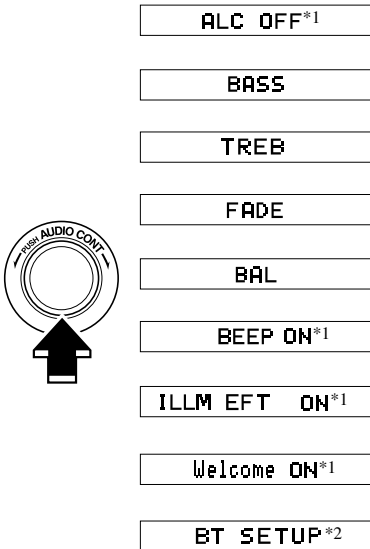 ALC OFF*1
BASS
TREB
FADE
PUSH AUDIO CONT
BAL
BEEP ON*1
ILLM EFT ON*1
Welcome ON*1
BT SETUP*2